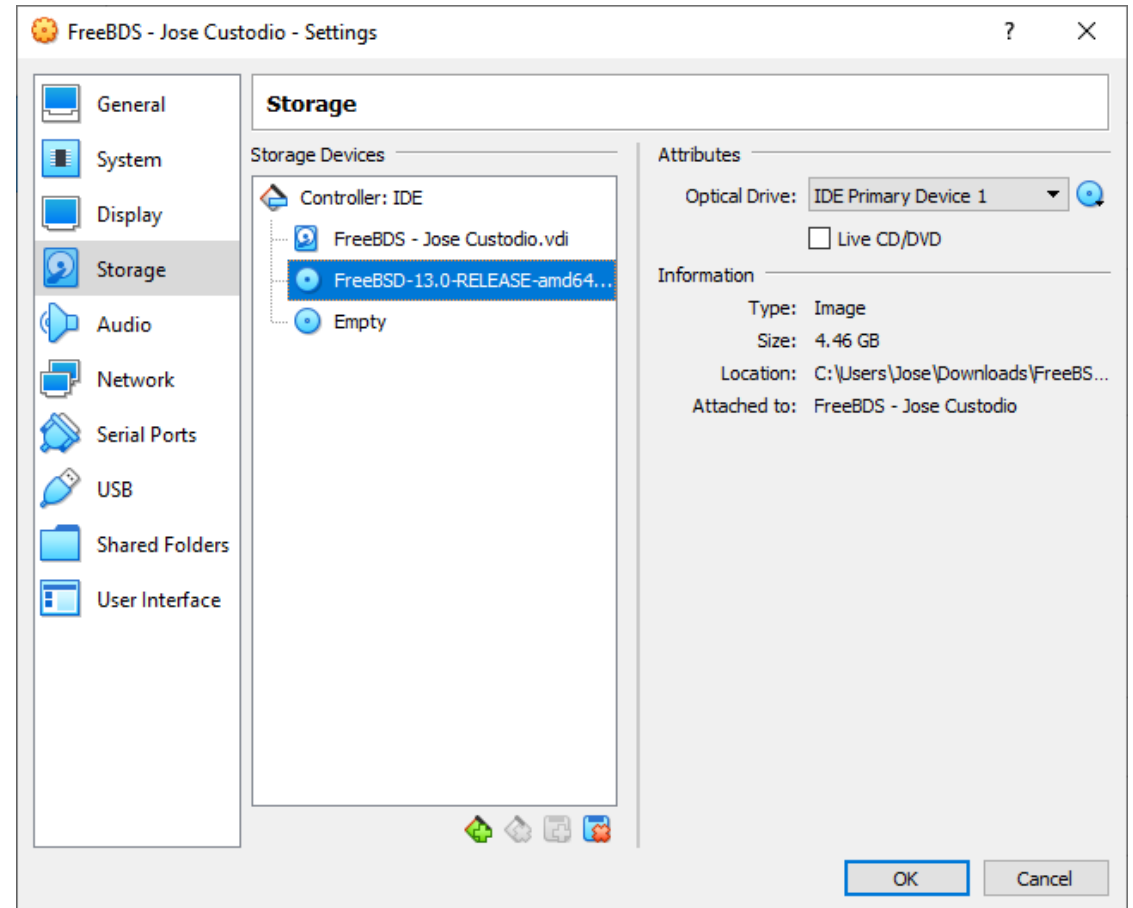 FreeBDS - Jose Custodio - Settings
?
General
System
Display
Storage
Audio
Network
Serial Ports
USB
Shared Folders
User Interface
Storage
Storage Devices
Controller: IDE
FreeBDS - Jose Custodio.vdi
FreeBSD-13.0-RELEASE-amd64...
Empty
Attributes
Optical Drive: IDE Primary Device 1
Live CD/DVD
Information
Type: Image
Size: 4.46 GB
Location: C:\Users\Jose\Downloads\FreeBS...
Attached to: FreeBDS - Jose Custodio
OK
Cancel